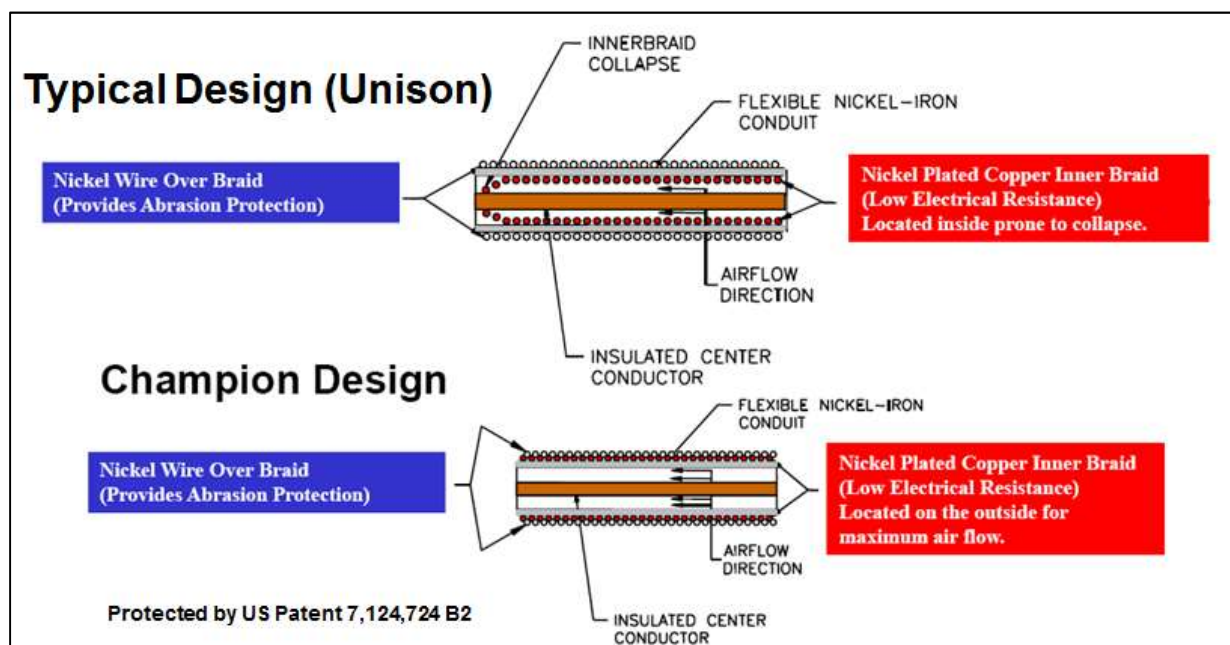 INNERBRAID
COLLAPSE
Typical Design (Unison)
FLEXIBLE NICKEL-IRON
CONDUIT
Nickel Wire Over Braid
(Provides Abrasion Protection)
Nickel Plated Copper Inner Braid
(Low Electrical Resistance)
Located inside prone to collapse.
AIRFLOW
DIRECTION
INSULATED CENTER
CONDUCTOR
Champion Design
FLEXIBLE NICKEL-IRON
CONDUIT
Nickel Wire Over Braid
(Provides Abrasion Protection)
Nickel Plated Copper Inner Braid
(Low Electrical Resistance)
Located on the outside for
maximum air flow.
AIRFLOW
DIRECTION
Protected by US Patent 7,124,724 B2
INSULATED CENTER
CONDUCTOR